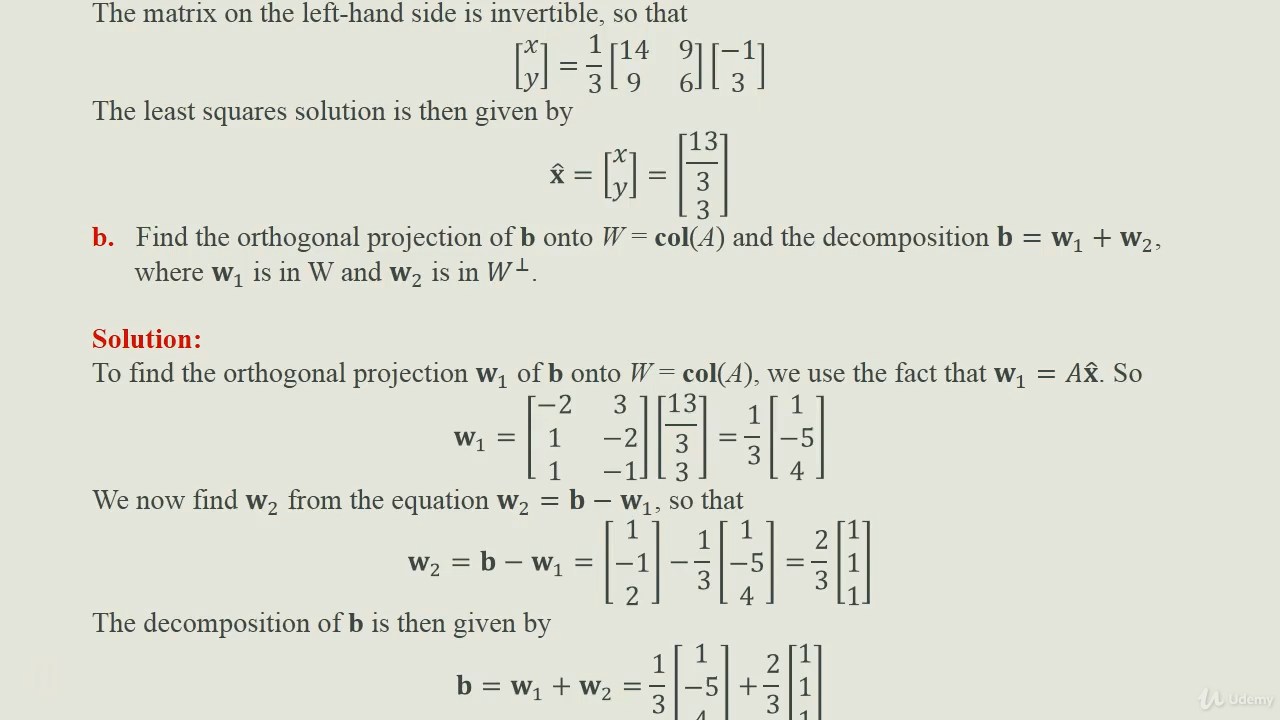 The matrix on the left-hand side is invertible, so that
[x y] = 1/3 [14 9 9 6] [−1 3]
The least squares solution is then given by
x̂ = [x y] = [13/3 3]
b. Find the orthogonal projection of b onto W = col(A) and the decomposition b = w₁ + w₂,
where w₁ is in W and w₂ is in W⊥.
Solution:
To find the orthogonal projection w₁ of b onto W = col(A), we use the fact that w₁ = Ax̂. So
w₁ = [−2 3 1 −2 1 −1] [13/3 3] = 1/3 [1 −5 4]
We now find w₂ from the equation w₂ = b − w₁, so that
w₂ = b − w₁ = [1 −1 2] − 1/3 [1 −5 4] = 2/3 [1 1 1]
The decomposition of b is then given by
b = w₁ + w₂ = 1/3 [1 −5 4] + 2/3 [1 1 1]
Udemy